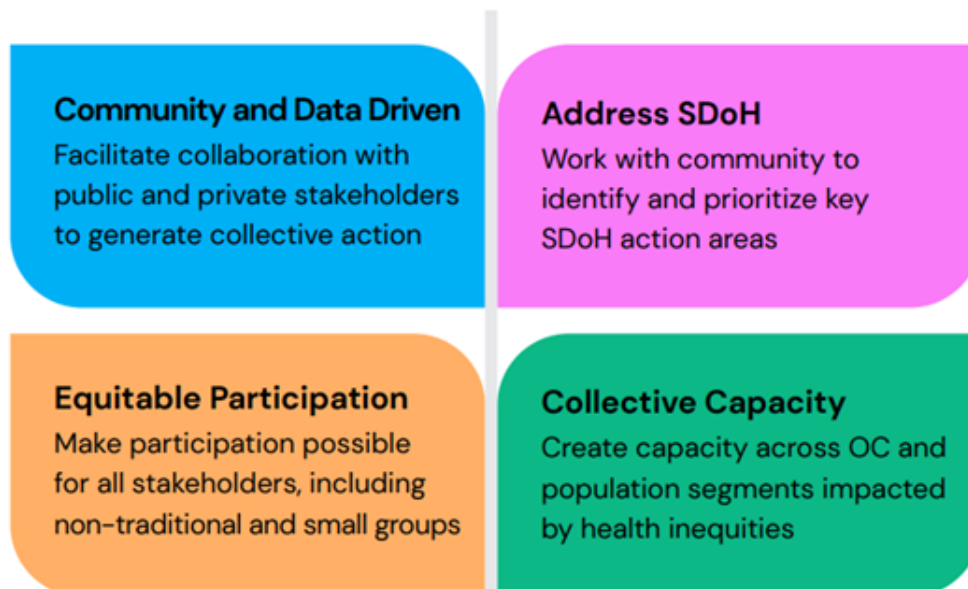 Community and Data Driven
Facilitate collaboration with
public and private stakeholders
to generate collective action
Address SDoH
Work with community to
identify and prioritize key
SDoH action areas
Equitable Participation
Make participation possible
for all stakeholders, including
non-traditional and small groups
Collective Capacity
Create capacity across OC and
population segments impacted
by health inequities